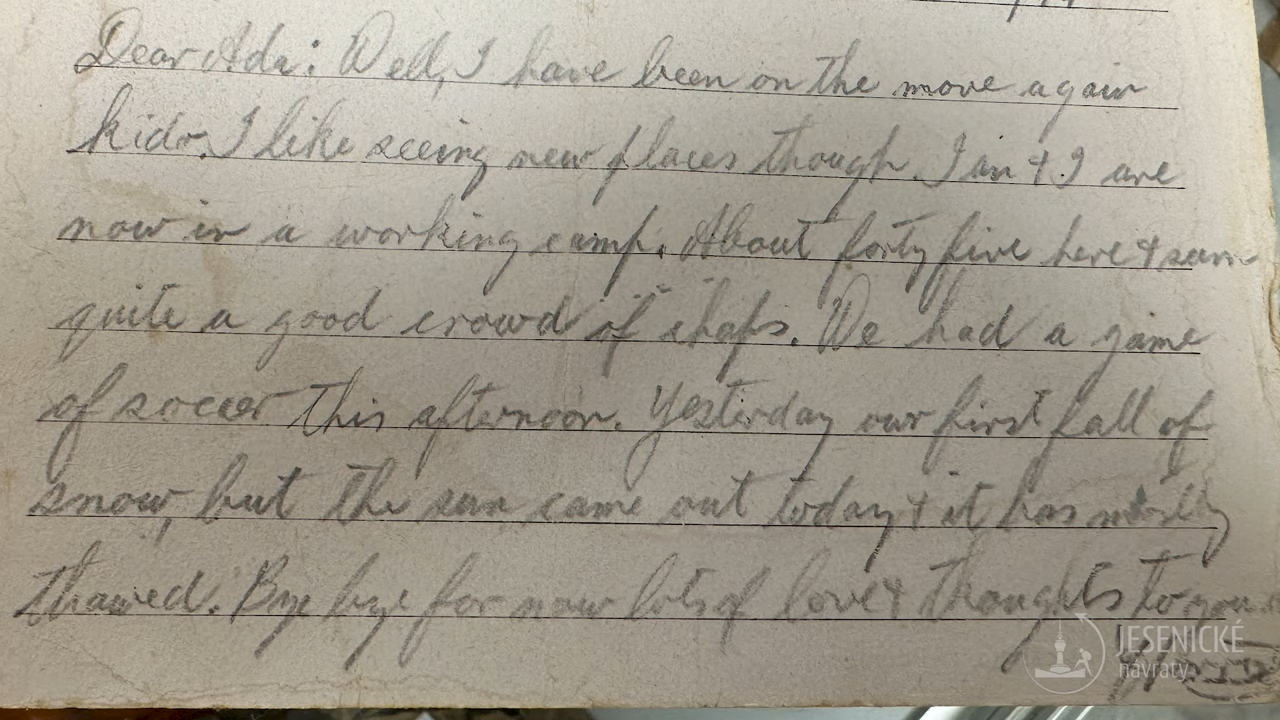 Dear Ada: Well, I have been on the move again
kido. I like seeing new places though. Ian & I are
now in a working camp. About forty five here &
quite a good crowd of chaps. We had a game
of soccer this afternoon. Yesterday our first fall of
snow, but the sun came out today & it has mostly
thawed. Bye bye for now lots of love & thoughts to you
JESENICKÉ
návraty